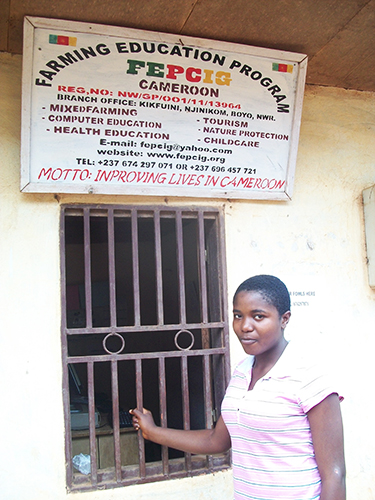 FARMING EDUCATION PROGRAM
FEPCIG
CAMEROON
REG,NO: NW/SP/001/11/13964
BRANCH OFFICE: KIKFUINI, NJINIKOM, BOYO, NWR.
- MIXEDFARMING
- COMPUTER EDUCATION
- HEALTH EDUCATION
- TOURISM
- NATURE PROTECTION
- CHILDCARE
E-mail: fepcig@yahoo.com
website: www.fepcig.org
TEL: +237 674 297 071 OR +237 696 457 721
MOTTO: INPROVING LIVES IN CAMEROON
HERE